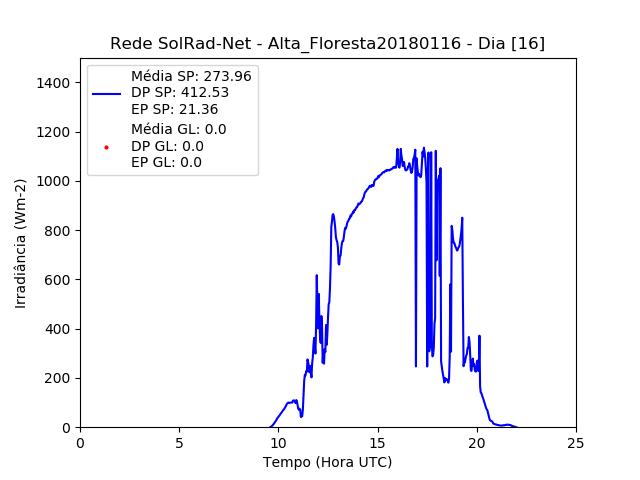 Rede SolRad-Net - Alta_Floresta20180116 - Dia [16]
Média SP: 273.96
DP SP: 412.53
EP SP: 21.36
Média GL: 0.0
DP GL: 0.0
EP GL: 0.0
Irradiância (Wm-2)
1400
1200
1000
800
600
400
200
0
0 5 10 15 20 25
Tempo (Hora UTC)